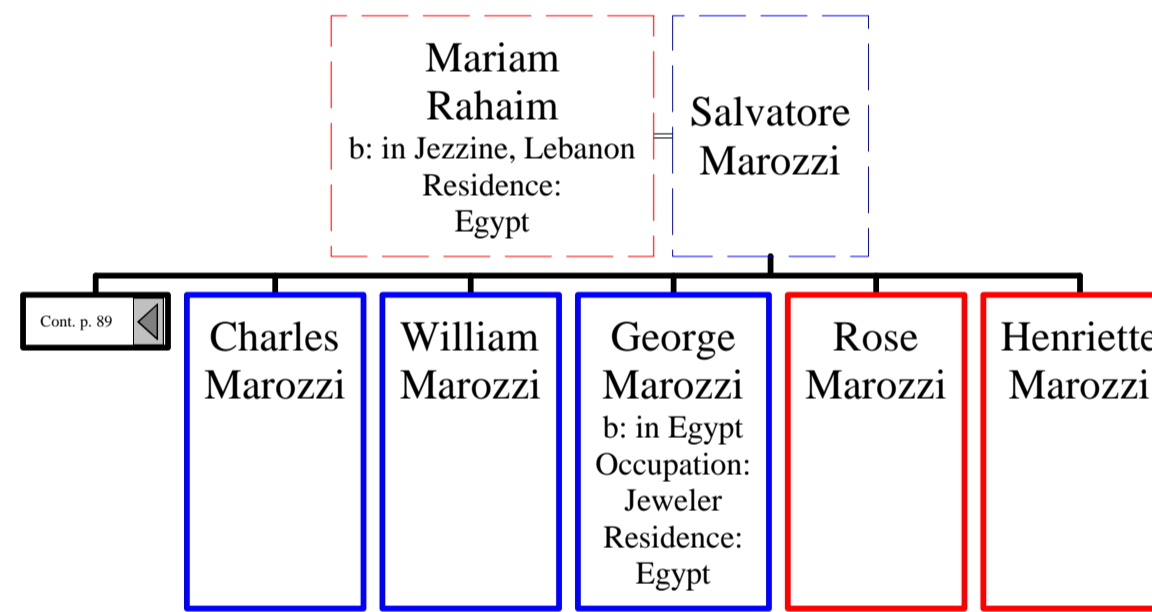 Mariam
Rahaim
b: in Jezzine, Lebanon
Residence:
Egypt
Salvatore
Marozzi
Cont. p. 89
Charles
Marozzi
William
Marozzi
George
Marozzi
b: in Egypt
Occupation:
Jeweler
Residence:
Egypt
Rose
Marozzi
Henriette
Marozzi